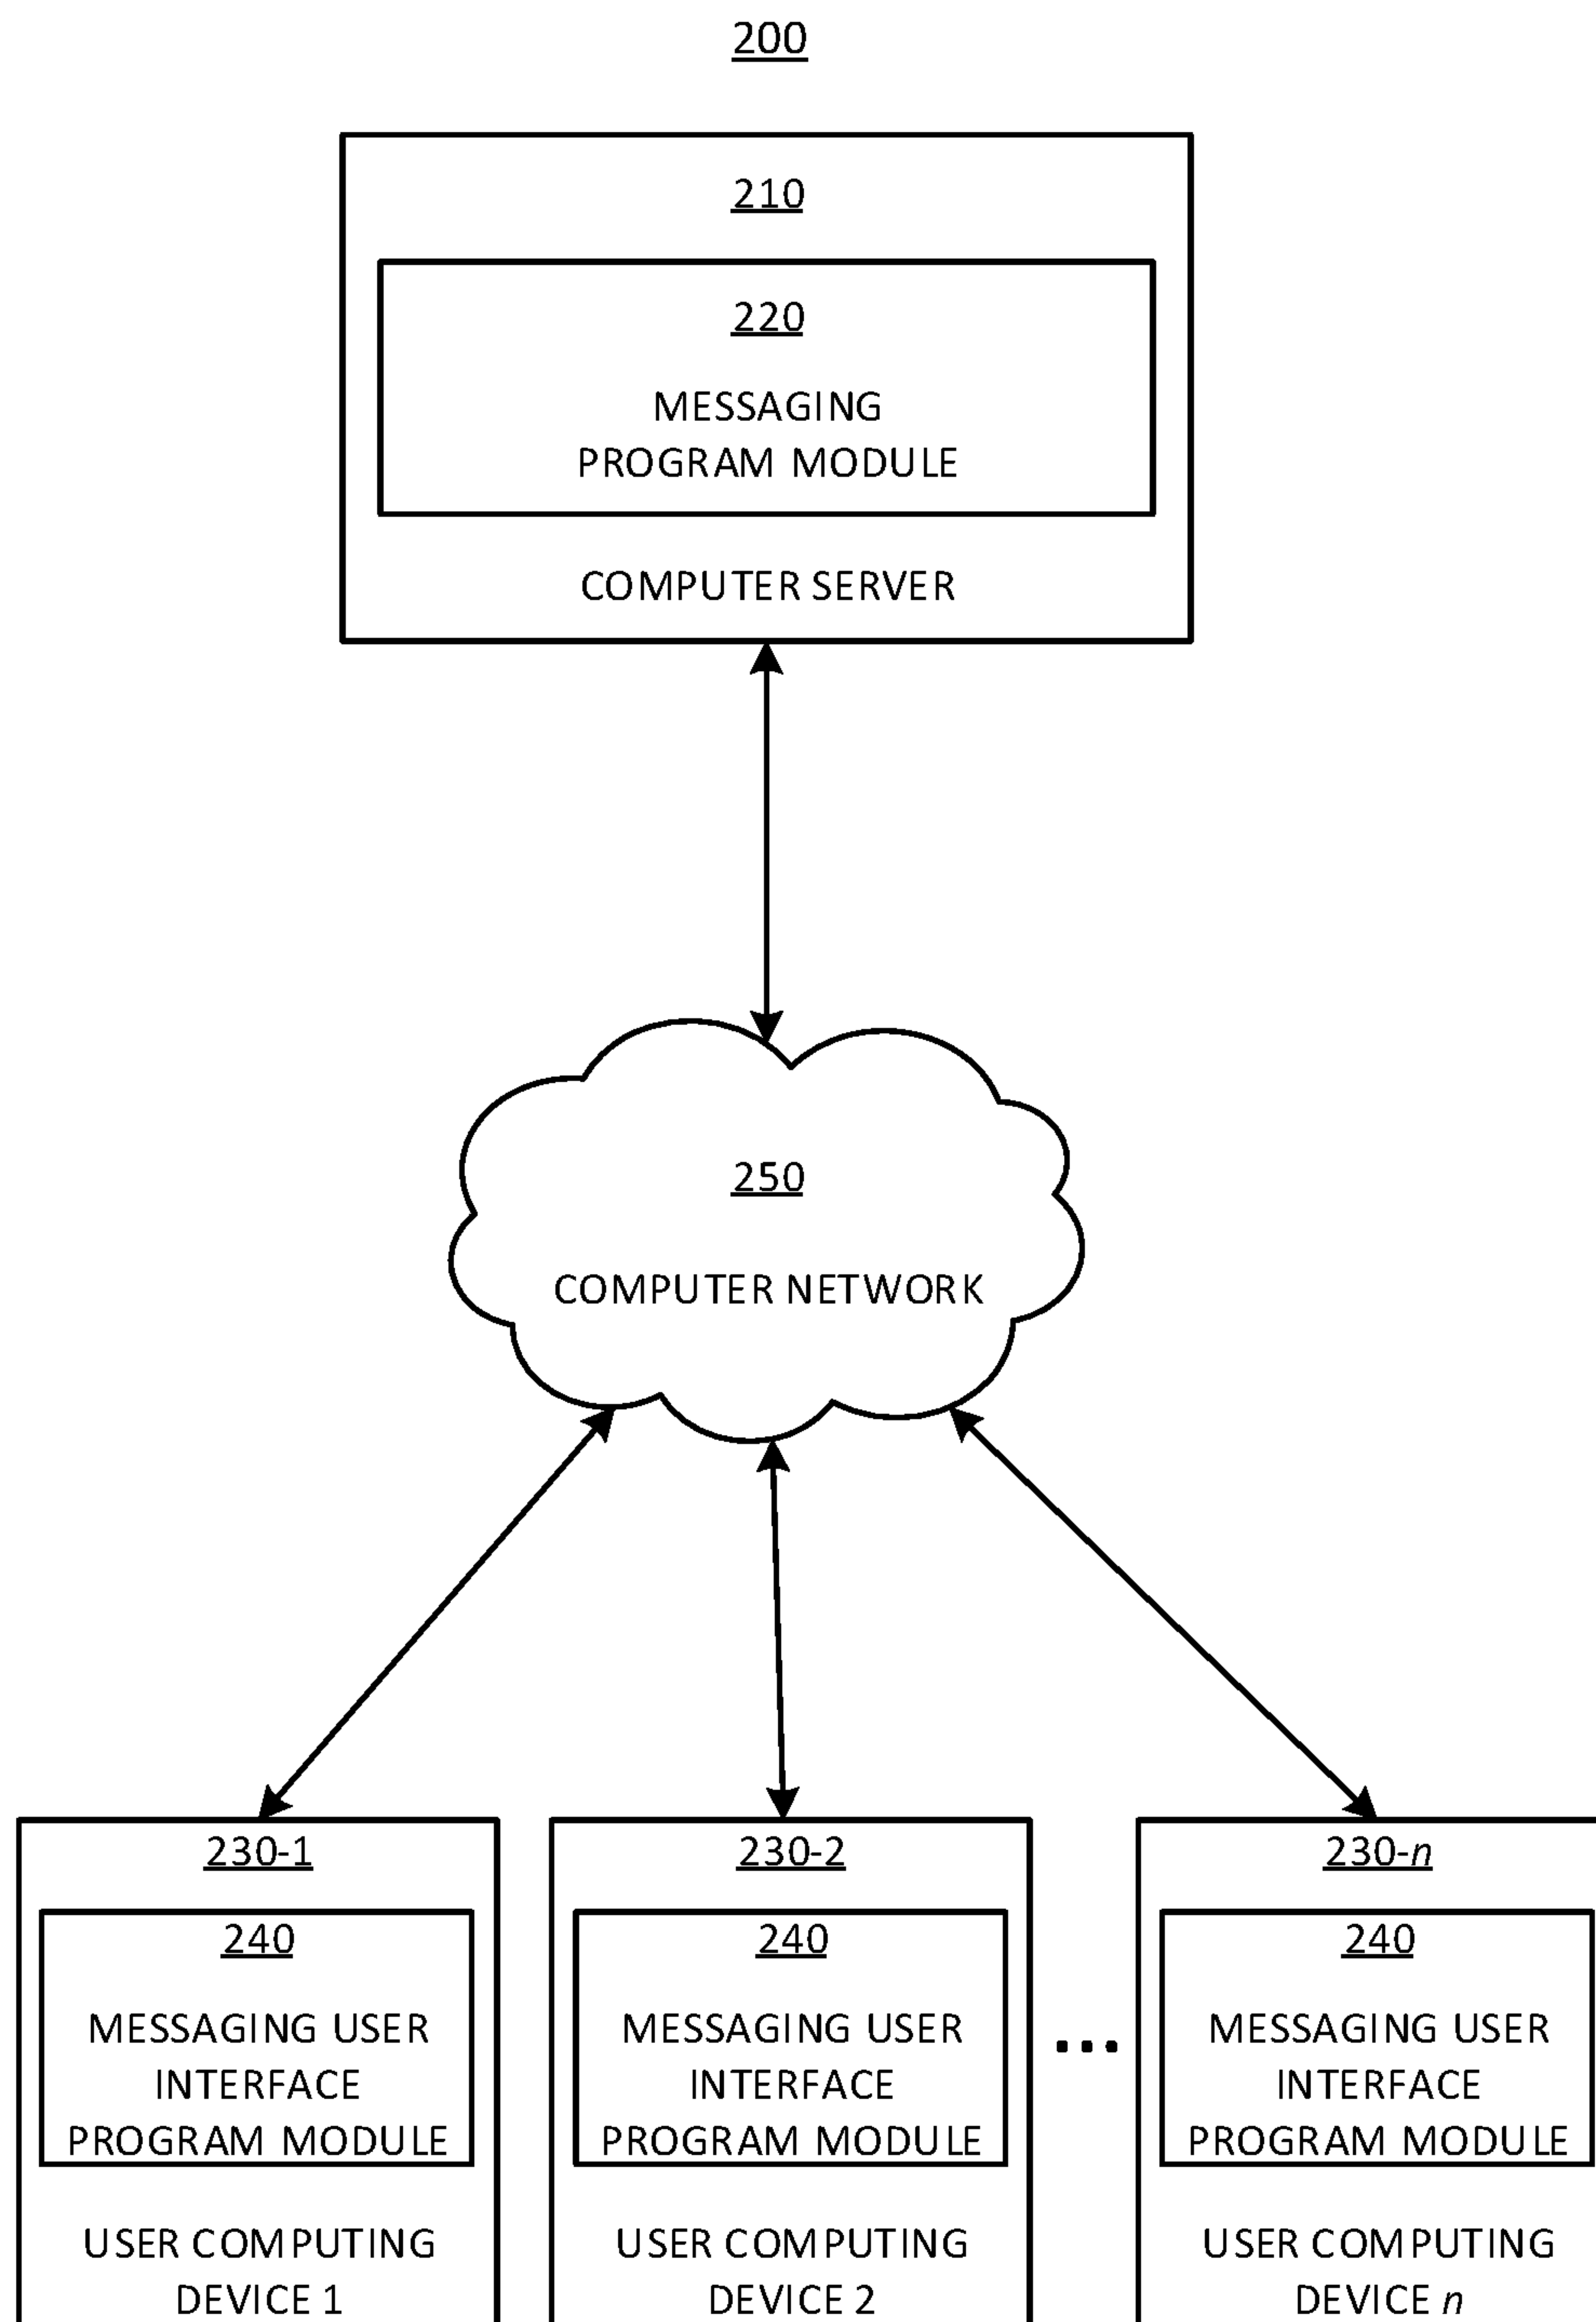 200
210
220
MESSAGING
PROGRAM MODULE
COMPUTER SERVER
250
COMPUTER NETWORK
230-1
240
MESSAGING USER
INTERFACE
PROGRAM MODULE
USER COMPUTING
DEVICE 1
230-2
240
MESSAGING USER
INTERFACE
PROGRAM MODULE
USER COMPUTING
DEVICE 2
...
230-n
240
MESSAGING USER
INTERFACE
PROGRAM MODULE
USER COMPUTING
DEVICE n